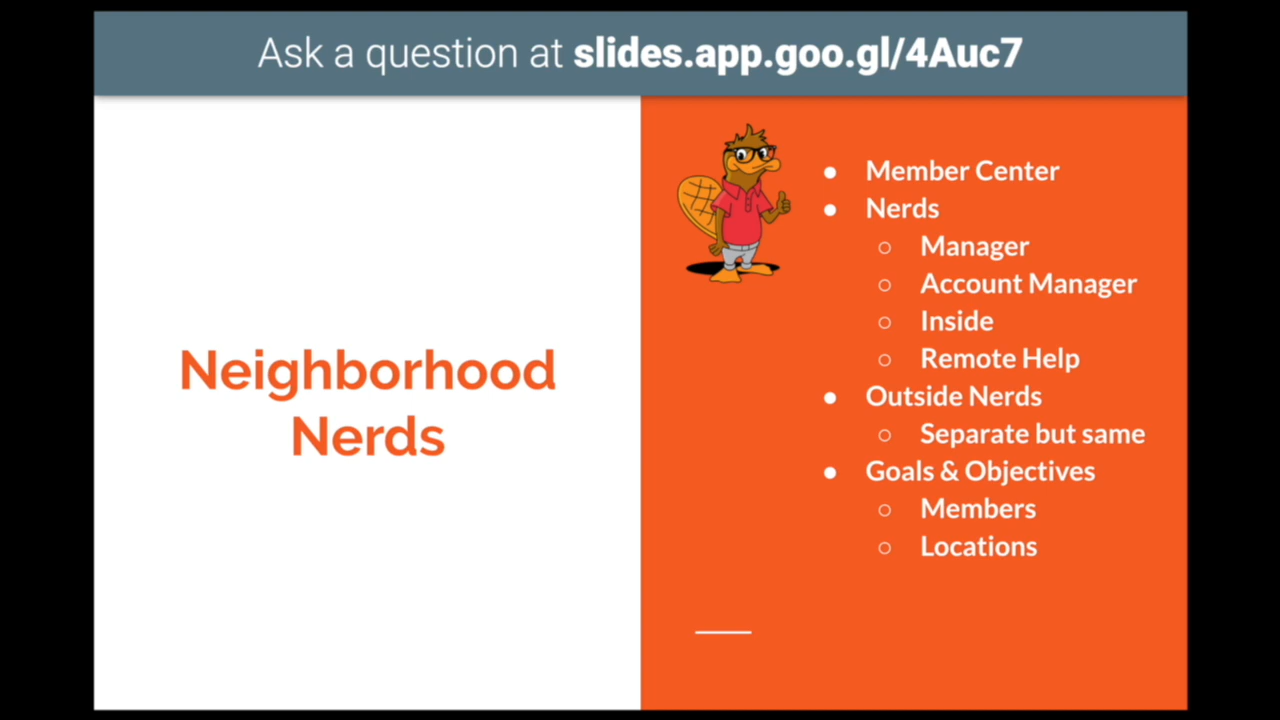 Ask a question at slides.app.goo.gl/4Auc7
Neighborhood
Nerds
● Member Center
● Nerds
○ Manager
○ Account Manager
○ Inside
○ Remote Help
● Outside Nerds
○ Separate but same
● Goals & Objectives
○ Members
○ Locations